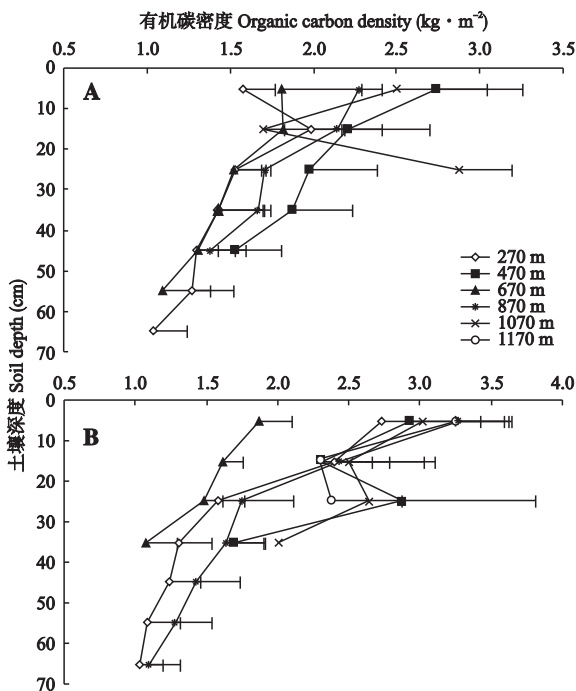 有机碳密度 Organic carbon density (kg·m⁻²)
0.5 1.0 1.5 2.0 2.5 3.0 3.5
0
10
20
30
40
50
60
70
A
270 m
470 m
670 m
870 m
1070 m
1170 m
土壤深度 Soil depth (cm)
0.5 1.0 1.5 2.0 2.5 3.0 3.5 4.0
0
10
20
30
40
50
60
70
B